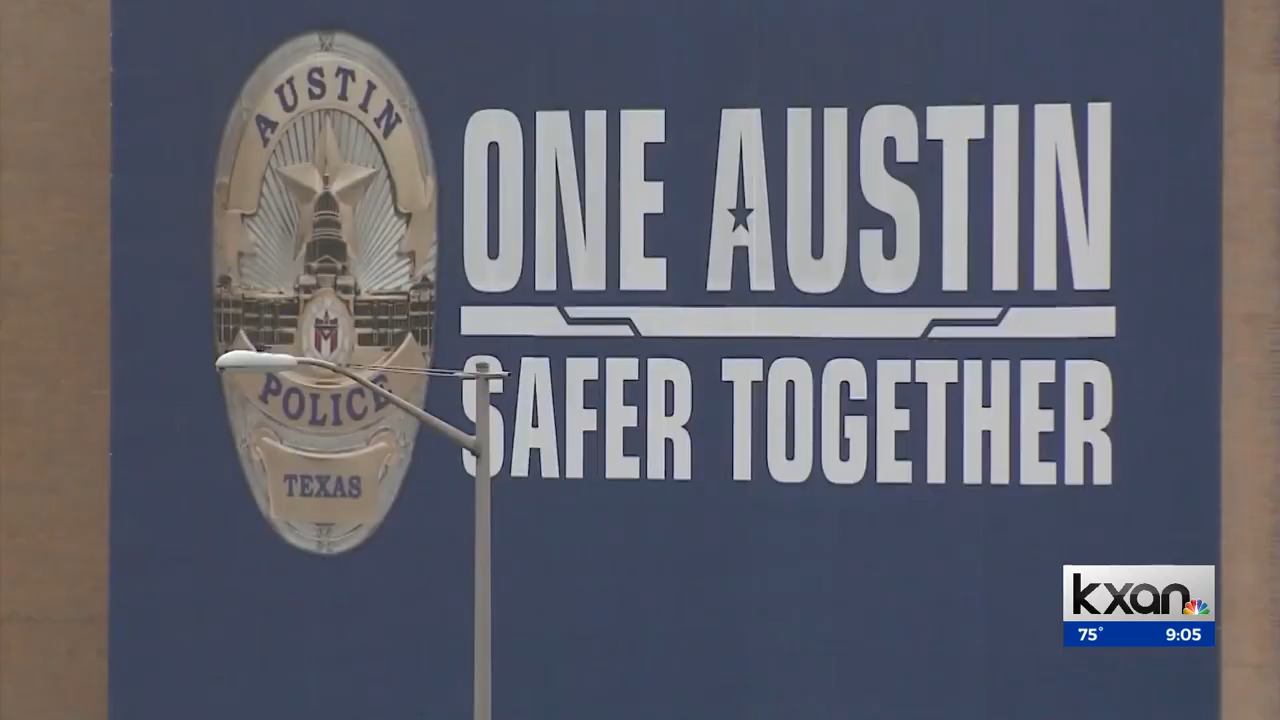 AUSTIN
POLICE
TEXAS
ONE AUSTIN
SAFER TOGETHER
kxan
75° 9:05